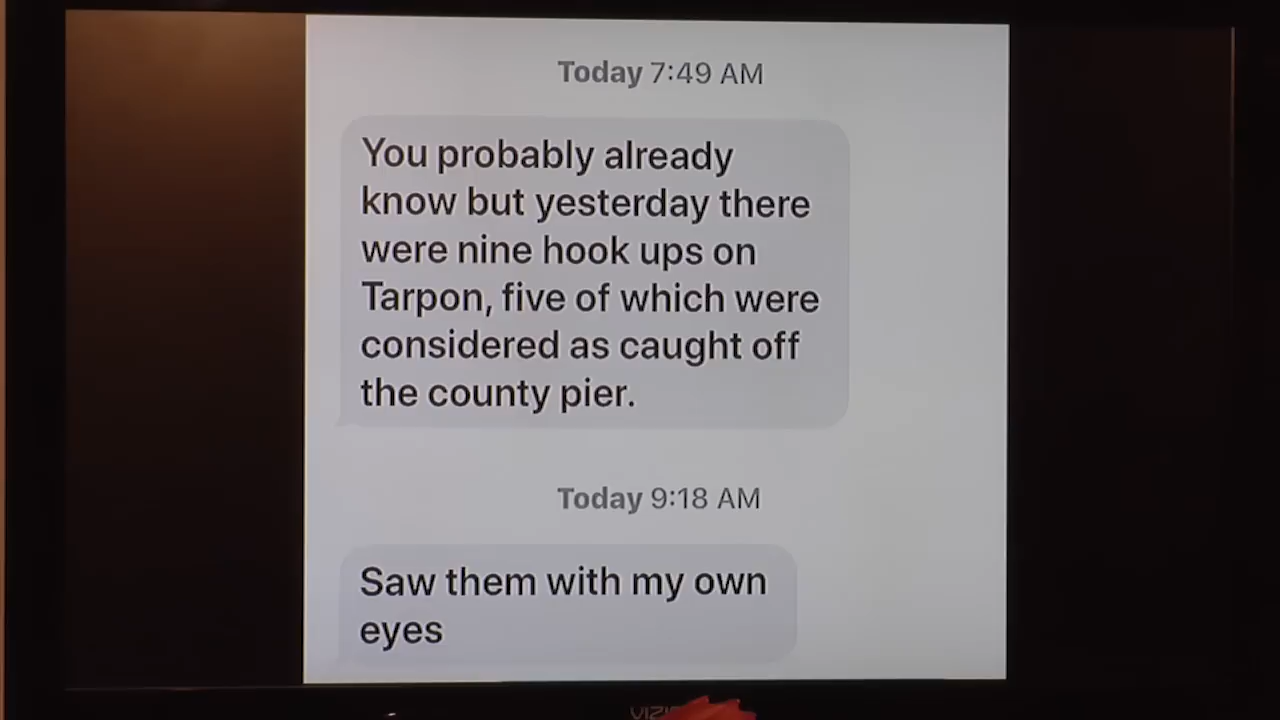 Today 7:49 AM
You probably already
know but yesterday there
were nine hook ups on
Tarpon, five of which were
considered as caught off
the county pier.
Today 9:18 AM
Saw them with my own
eyes